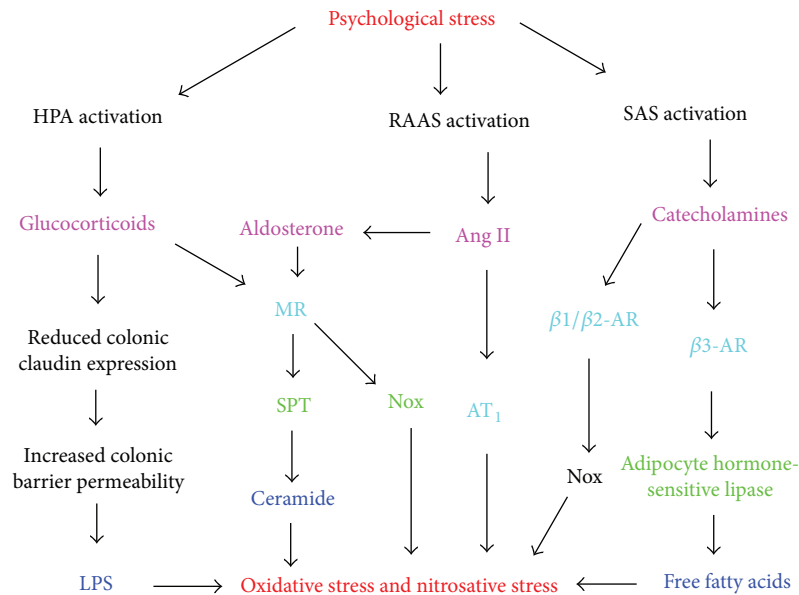 Psychological stress
HPA activation
RAAS activation
SAS activation
Glucocorticoids
Aldosterone
Ang II
Catecholamines
MR
β1/β2-AR
Reduced colonic
claudin expression
β3-AR
SPT
Nox
AT₁
Increased colonic
barrier permeability
Nox
Adipocyte hormone-
sensitive lipase
Ceramide
LPS
Oxidative stress and nitrosative stress
Free fatty acids